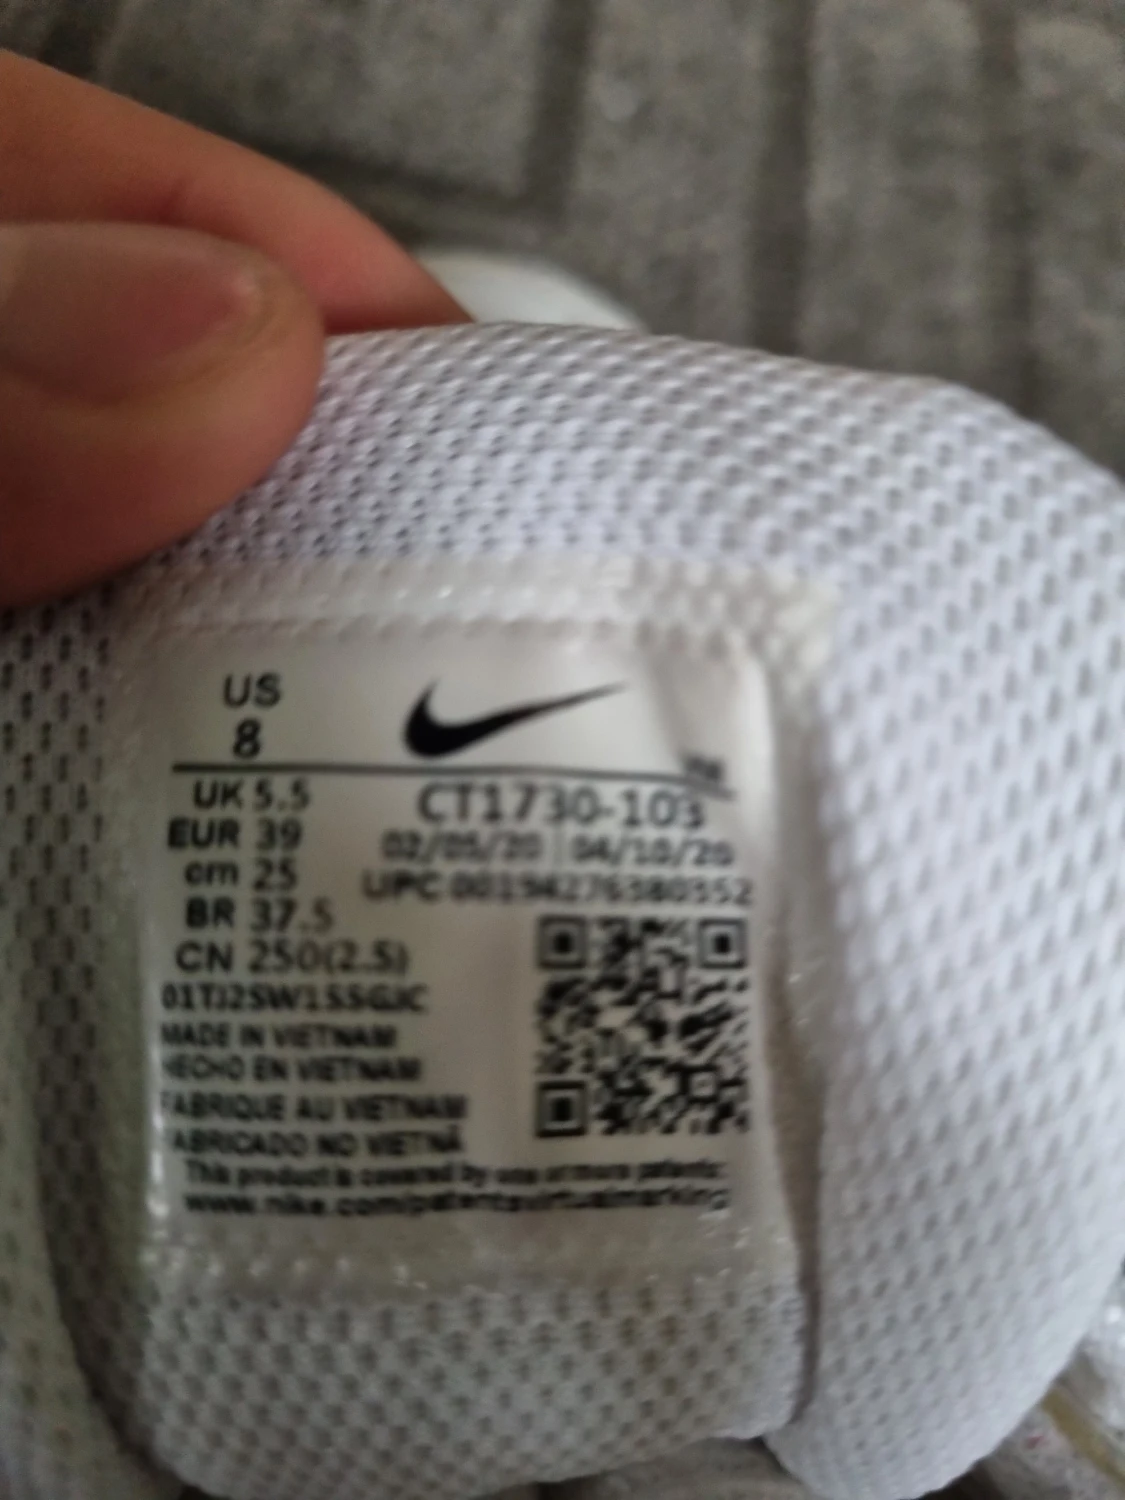 US
8
UK 5.5
EUR 39
cm 25
BR 37.5
CN 250(2.5)
CT1730-103
02/05/20 04/10/20
UPC 00194276380552
01TJ2SW15SGJC
MADE IN VIETNAM
HECHO EN VIETNAM
FABRIQUE AU VIETNAM
FABRICADO NO VIETNÃ
This product is covered by one or more patents:
www.nike.com/patentsvirtualmarking